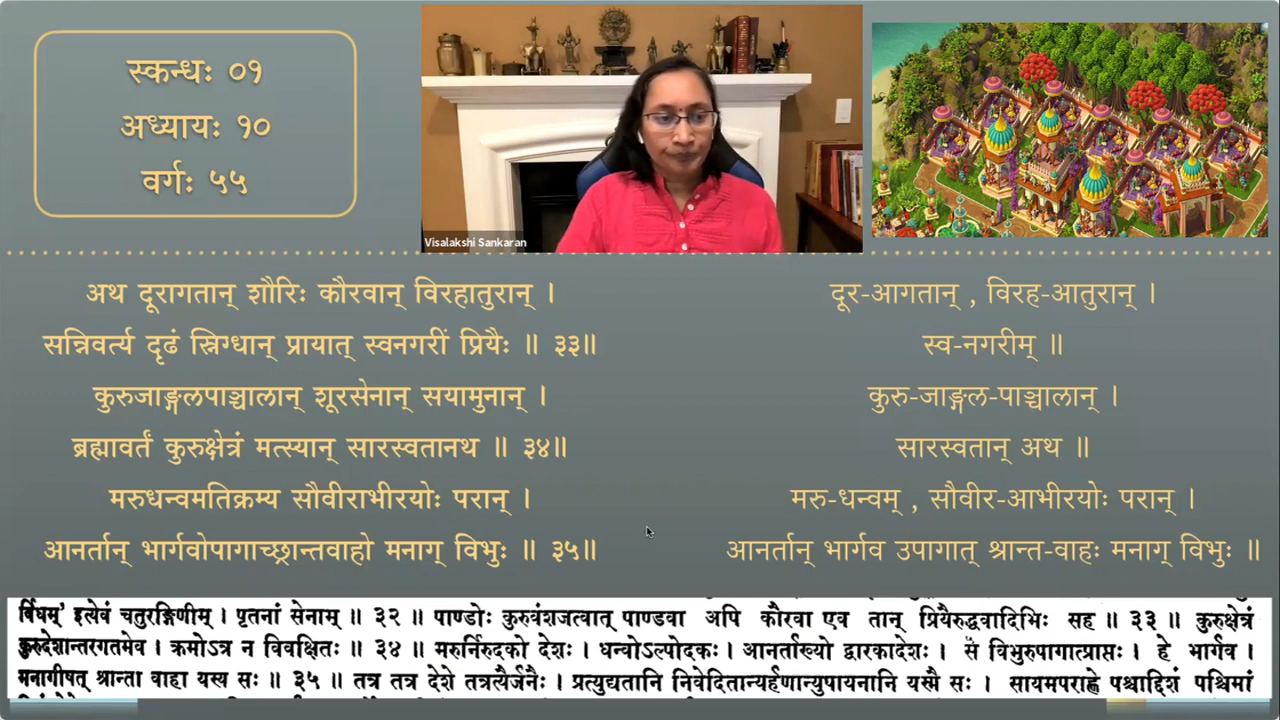 स्कन्धः ०१
अध्यायः १०
वर्गः ५५
Visalakshi Sankaran
अथ दूरागतान् शौरिः कौरवान् विरहातुरान् ।
सन्निवर्त्य दृढं स्निग्धान् प्रायात् स्वनगरीं प्रियैः ॥ ३३॥
कुरुजाङ्गलपाञ्चालान् शूरसेनान् सयामुनान् ।
ब्रह्मावर्तं कुरुक्षेत्रं मत्स्यान् सारस्वतानथ ॥ ३४॥
मरुधन्वमतिक्रम्य सौवीराभीरयोः परान् ।
आनर्तान् भार्गवोपागाच्छ्रान्तवाहो मनाग् विभुः ॥ ३५॥
दूर-आगतान् , विरह-आतुरान् ।
स्व-नगरीम् ॥
कुरु-जाङ्गल-पाञ्चालान् ।
सारस्वतान् अथ ॥
मरु-धन्वम् , सौवीर-आभीरयोः परान् ।
आनर्तान् भार्गव उपागात् श्रान्त-वाहः मनाग् विभुः ॥
इत्येवं चतुरङ्गिणीम् । पृतनां सेनाम् ॥ ३२ ॥ पाण्डोः कुरुवंशजत्वात् पाण्डवा अपि कौरवा एव तान् प्रियैरुद्धवादिभिः सह ॥ ३३ ॥ कुरुक्षेत्रं
कुरुदेशान्तरगतमेव । क्रमोऽत्र न विवक्षितः ॥ ३४ ॥ मरुर्निरुदको देशः । धन्वोऽल्पोदकः । आनर्ताख्यो द्वारकादेशः । सं विभुरुपागात्प्राप्तः । हे भार्गव ।
मनागीषत् श्रान्ता वाहा यस्य सः ॥ ३५ ॥ तत्र तत्र देशे तत्रत्यैर्जनैः । प्रत्युद्यतानि निवेदितान्यर्हणान्युपायनानि यस्मै सः । सायमपराह्णे पश्चाद्दिशं पश्चिमां